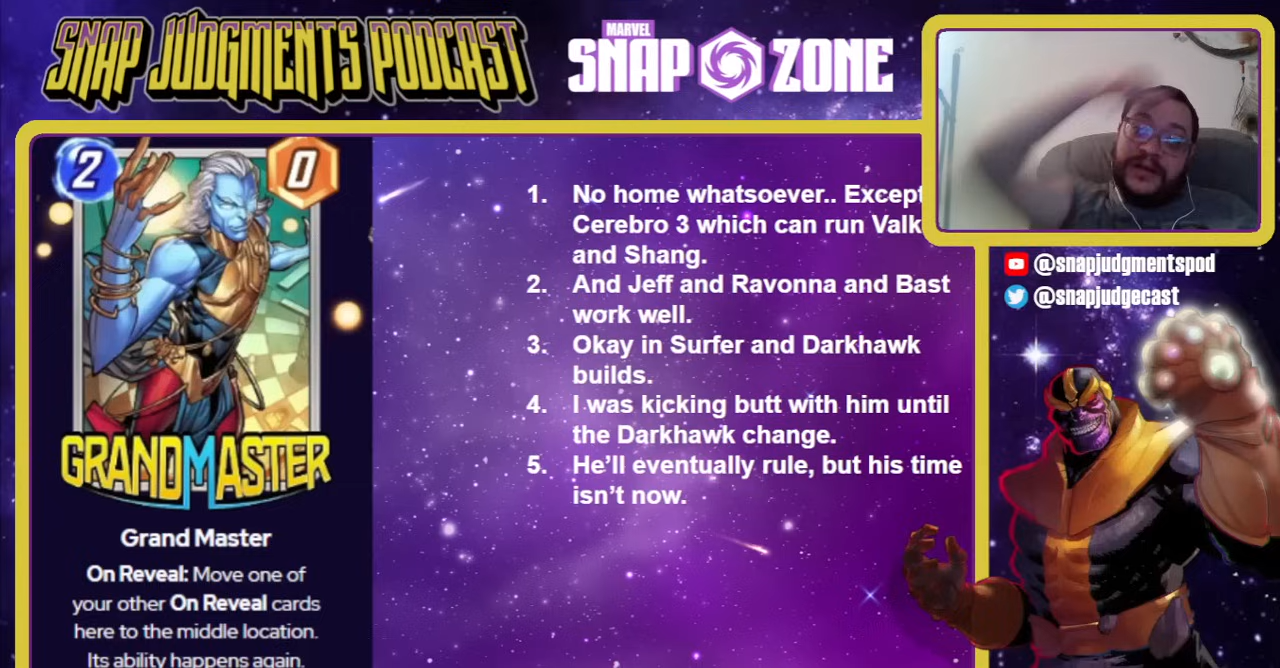 SNAP JUDGMENTS PODCAST
MARVEL
SNAP ZONE
2
0
GRANDMASTER
Grand Master
On Reveal: Move one of
your other On Reveal cards
here to the middle location.
Its ability happens again.
1. No home whatsoever.. Except
Cerebro 3 which can run Valk
and Shang.
2. And Jeff and Ravonna and Bast
work well.
3. Okay in Surfer and Darkhawk
builds.
4. I was kicking butt with him until
the Darkhawk change.
5. He'll eventually rule, but his time
isn't now.
@snapjudgmentspod
@snapjudgecast